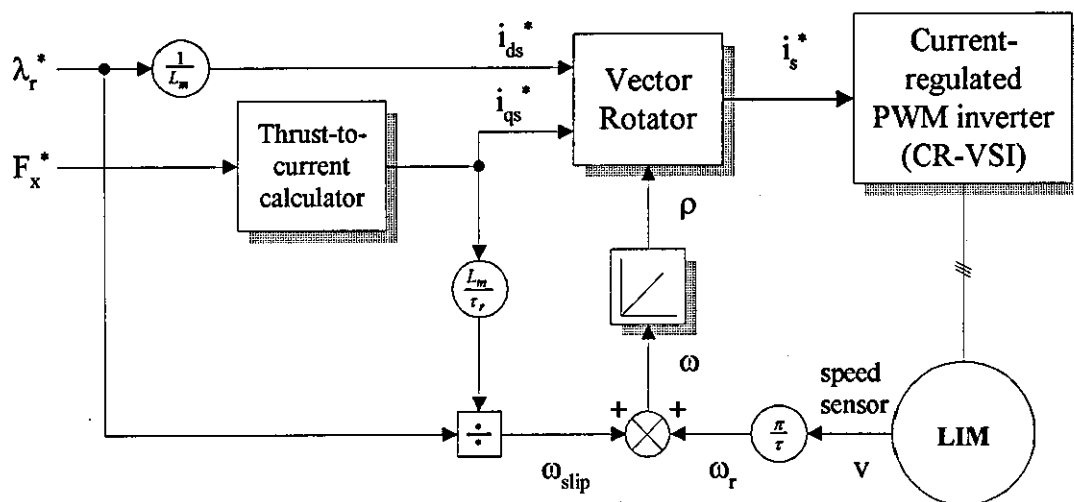 λr*
1/Lm
ids*
Vector
Rotator
is*
Current-
regulated
PWM inverter
(CR-VSI)
Fx*
Thrust-to-
current
calculator
iqs*
ρ
Lm/τr
ω
÷
ωslip
+
+
ωr
π/τ
speed
sensor
v
LIM